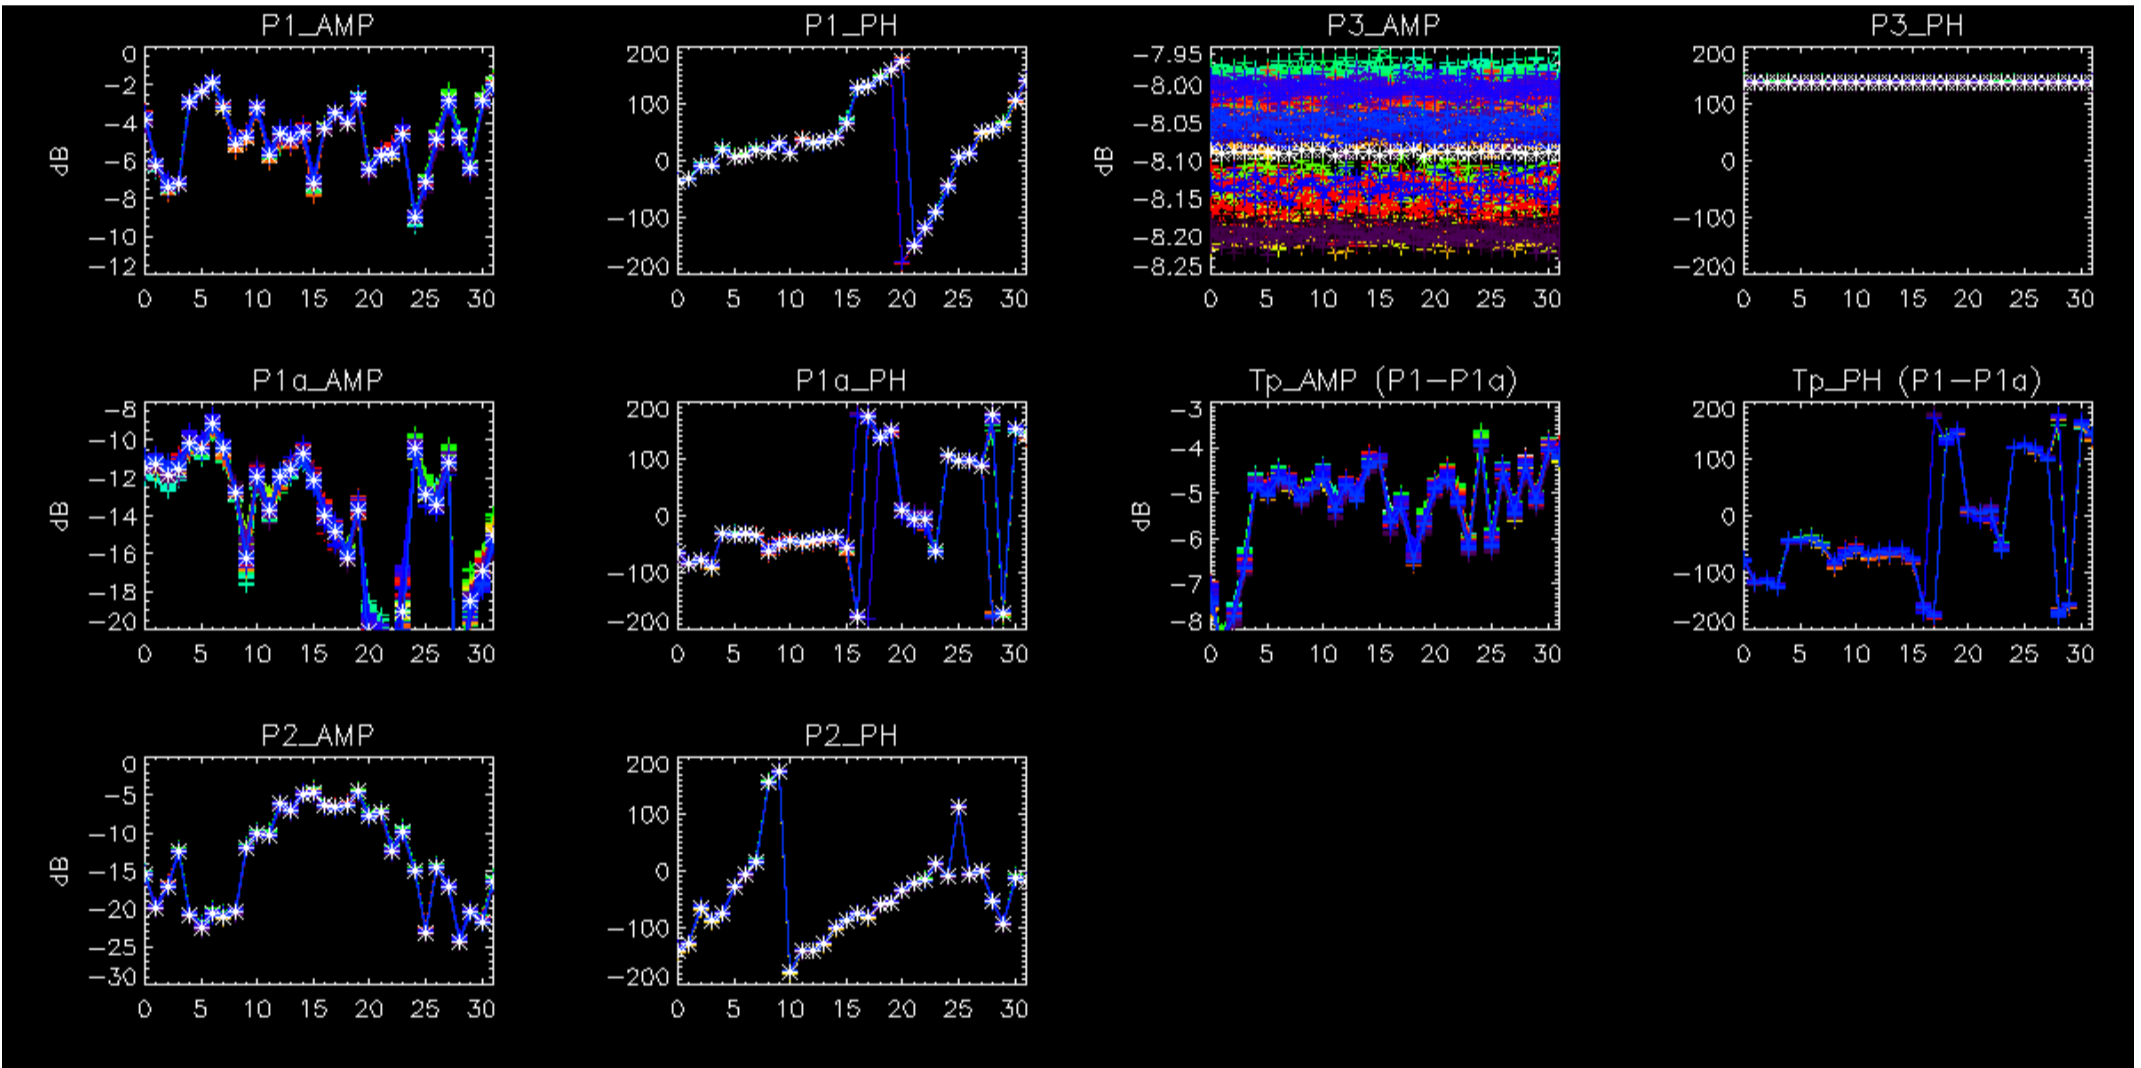 P1_AMP P1_PH P3_AMP P3_PH
0 200 -7.95 200
-2 100 -8.00 100
-4 0 -8.05 0
-6 -100 -8.10 -100
-8 -200 -8.15 -200
-10 -8.20
-12 -8.25
dB dB
0 5 10 15 20 25 30 0 5 10 15 20 25 30 0 5 10 15 20 25 30 0 5 10 15 20 25 30
P1a_AMP P1a_PH Tp_AMP (P1-P1a) Tp_PH (P1-P1a)
-8 200 -3 200
-10 100 -4 100
-12 0 -5 0
-14 -100 -6 -100
-16 -200 -7 -200
-18 -8
-20
dB dB
0 5 10 15 20 25 30 0 5 10 15 20 25 30 0 5 10 15 20 25 30 0 5 10 15 20 25 30
P2_AMP P2_PH
0 200
-5 100
-10 0
-15 -100
-20 -200
-25
-30
dB
0 5 10 15 20 25 30 0 5 10 15 20 25 30